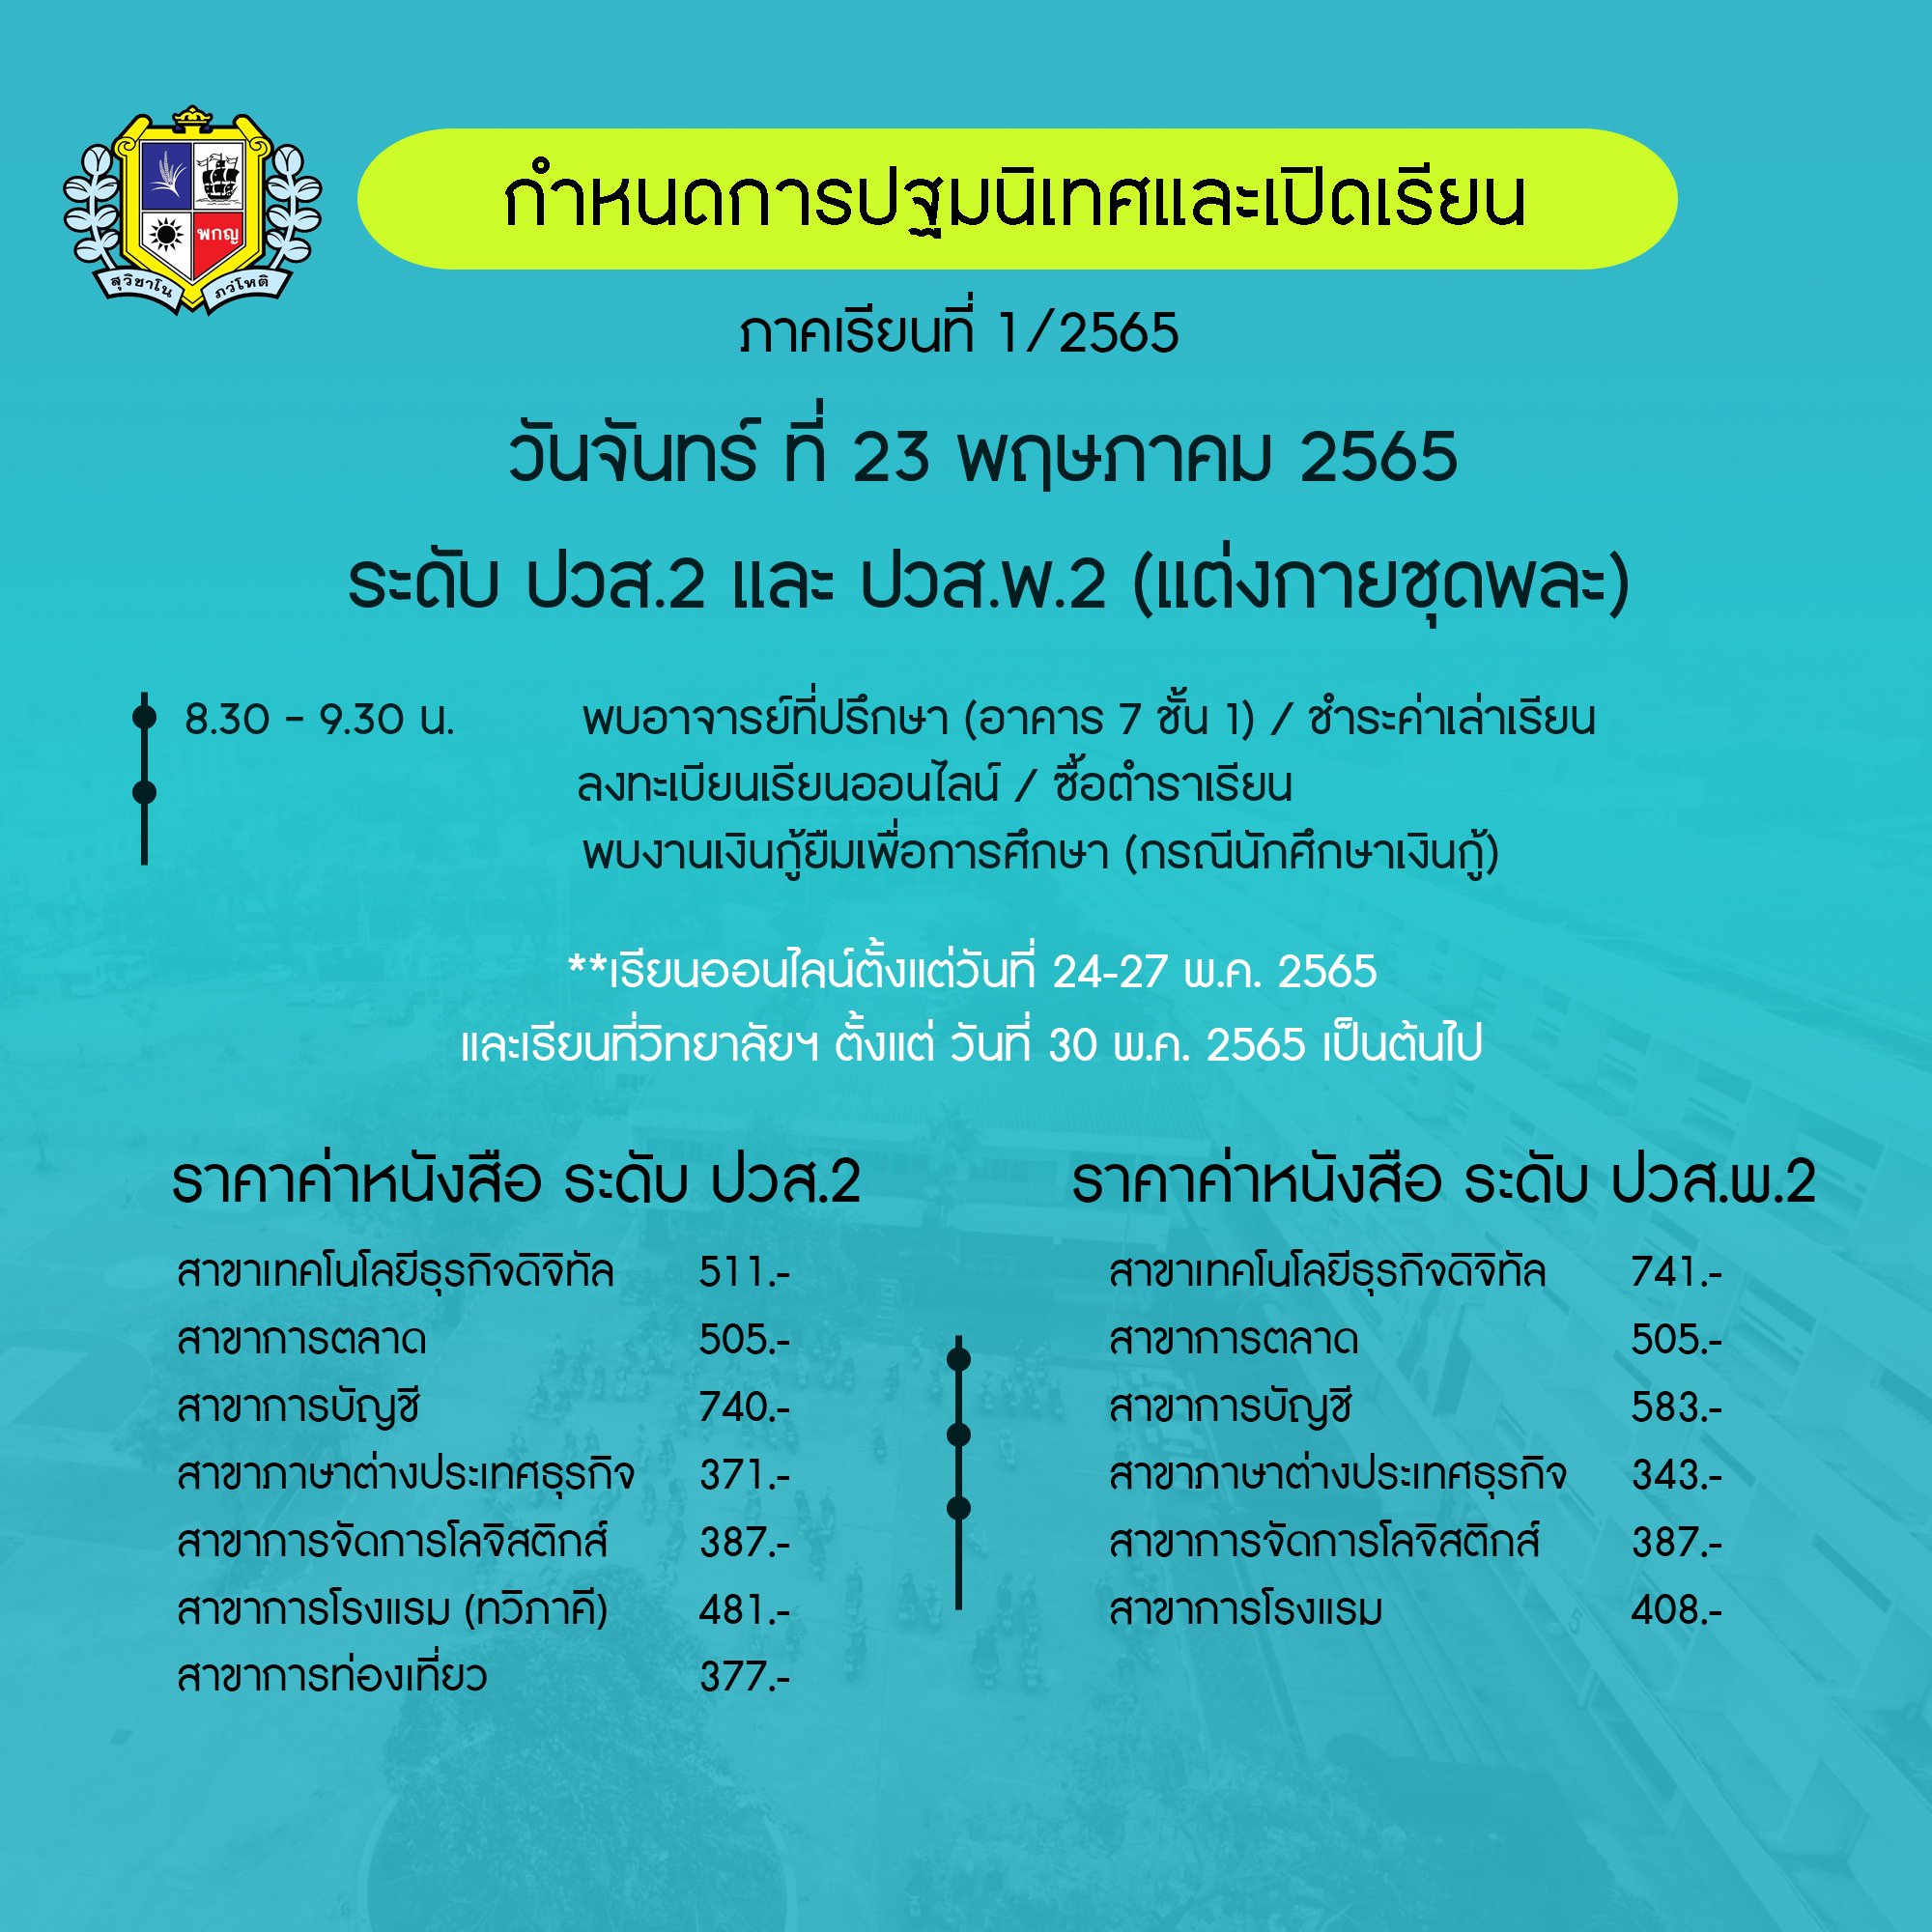 กำหนดการปฐมนิเทศและเปิดเรียน
พกญ
สุวิชาโน ภวํโหติ
ภาคเรียนที่ 1/2565
วันจันทร์ ที่ 23 พฤษภาคม 2565
ระดับ ปวส.2 และ ปวส.พ.2 (แต่งกายชุดพละ)
8.30 - 9.30 น. พบอาจารย์ที่ปรึกษา (อาคาร 7 ชั้น 1) / ชำระค่าเล่าเรียน
ลงทะเบียนเรียนออนไลน์ / ซื้อตำราเรียน
พบงานเงินกู้ยืมเพื่อการศึกษา (กรณีนักศึกษาเงินกู้)
**เรียนออนไลน์ตั้งแต่วันที่ 24-27 พ.ค. 2565
และเรียนที่วิทยาลัยฯ ตั้งแต่ วันที่ 30 พ.ค. 2565 เป็นต้นไป
ราคาค่าหนังสือ ระดับ ปวส.2
สาขาเทคโนโลยีธุรกิจดิจิทัล 511.-
สาขาการตลาด 505.-
สาขาการบัญชี 740.-
สาขาภาษาต่างประเทศธุรกิจ 371.-
สาขาการจัดการโลจิสติกส์ 387.-
สาขาการโรงแรม (ทวิภาคี) 481.-
สาขาการท่องเที่ยว 377.-
ราคาค่าหนังสือ ระดับ ปวส.พ.2
สาขาเทคโนโลยีธุรกิจดิจิทัล 741.-
สาขาการตลาด 505.-
สาขาการบัญชี 583.-
สาขาภาษาต่างประเทศธุรกิจ 343.-
สาขาการจัดการโลจิสติกส์ 387.-
สาขาการโรงแรม 408.-